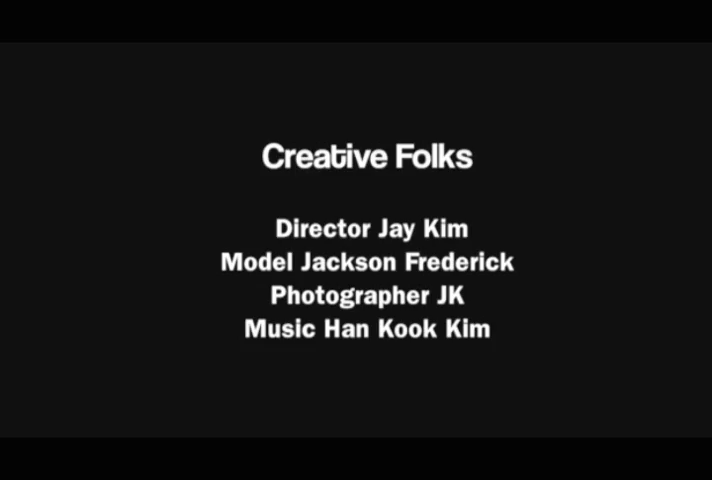 Creative Folks
Director Jay Kim
Model Jackson Frederick
Photographer JK
Music Han Kook Kim